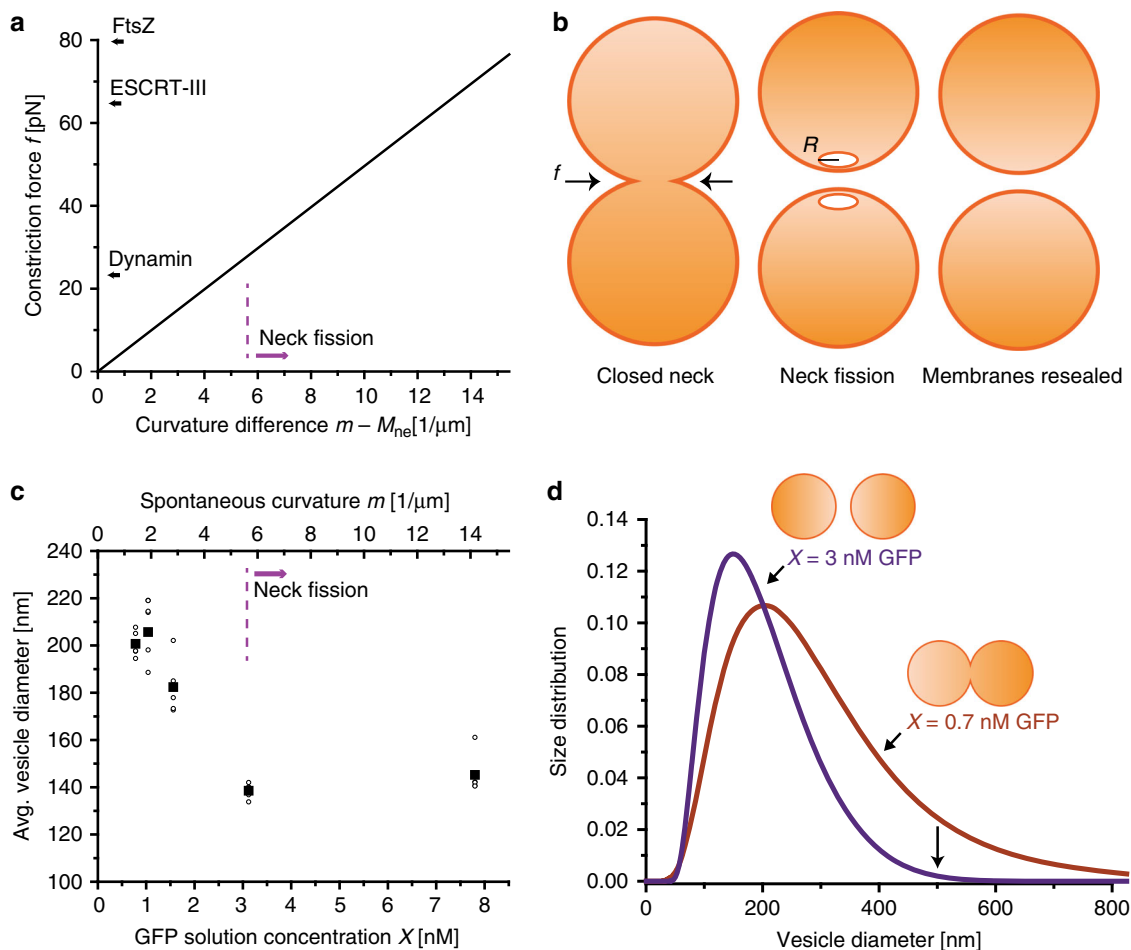 a
FtsZ
ESCRT-III
Dynamin
Neck fission
80
60
40
20
0
Constriction force f [pN]
0 2 4 6 8 10 12 14
Curvature difference m – Mne[1/μm]
b
f
R
Closed neck
Neck fission
Membranes resealed
c
Spontaneous curvature m [1/μm]
0 2 4 6 8 10 12 14
Neck fission
240
220
200
180
160
140
120
100
Avg. vesicle diameter [nm]
0 1 2 3 4 5 6 7 8
GFP solution concentration X [nM]
d
X = 3 nM GFP
X = 0.7 nM GFP
0.14
0.12
0.10
0.08
0.06
0.04
0.02
0.00
Size distribution
0 200 400 600 800
Vesicle diameter [nm]